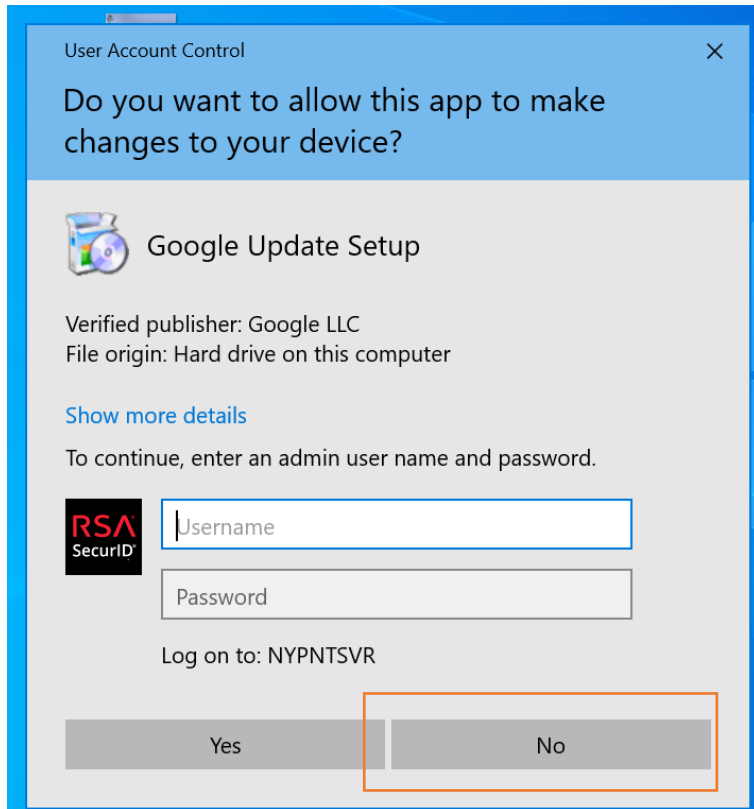 User Account Control
Do you want to allow this app to make
changes to your device?
Google Update Setup
Verified publisher: Google LLC
File origin: Hard drive on this computer
Show more details
To continue, enter an admin user name and password.
RSA
SecurID®
Username
Password
Log on to: NYPNTSVR
Yes
No